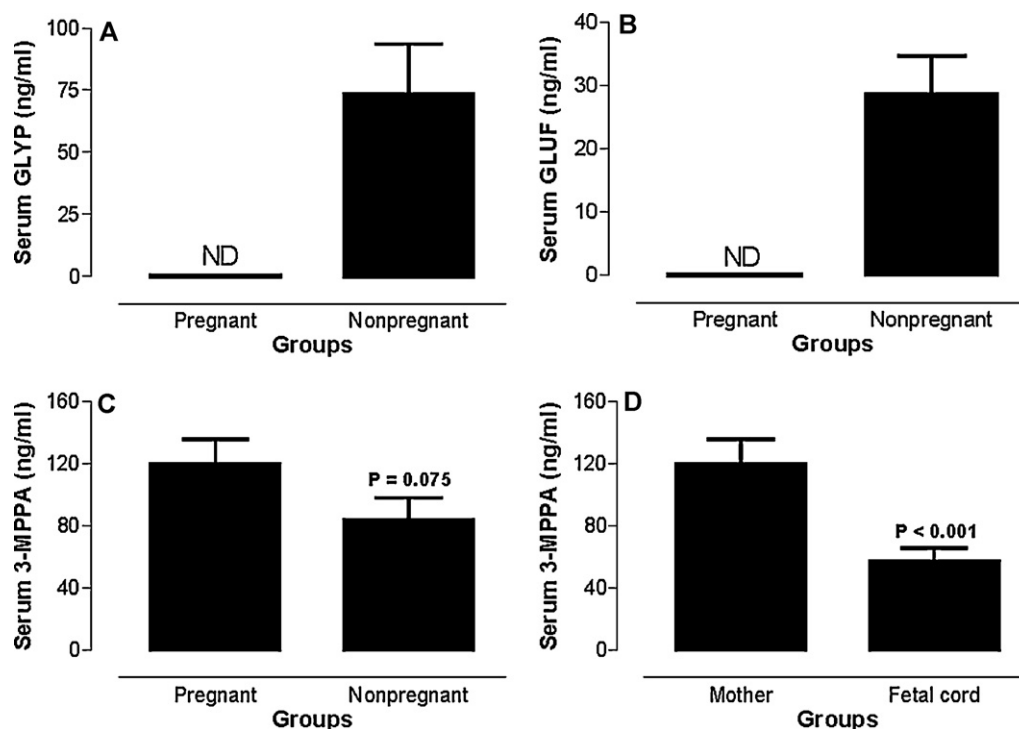 A
Serum GLYP (ng/ml)
100
75
50
25
0
ND
Pregnant Nonpregnant
Groups
B
Serum GLUF (ng/ml)
40
30
20
10
0
ND
Pregnant Nonpregnant
Groups
C
Serum 3-MPPA (ng/ml)
160
120
80
40
0
P = 0.075
Pregnant Nonpregnant
Groups
D
Serum 3-MPPA (ng/ml)
160
120
80
40
0
P < 0.001
Mother Fetal cord
Groups